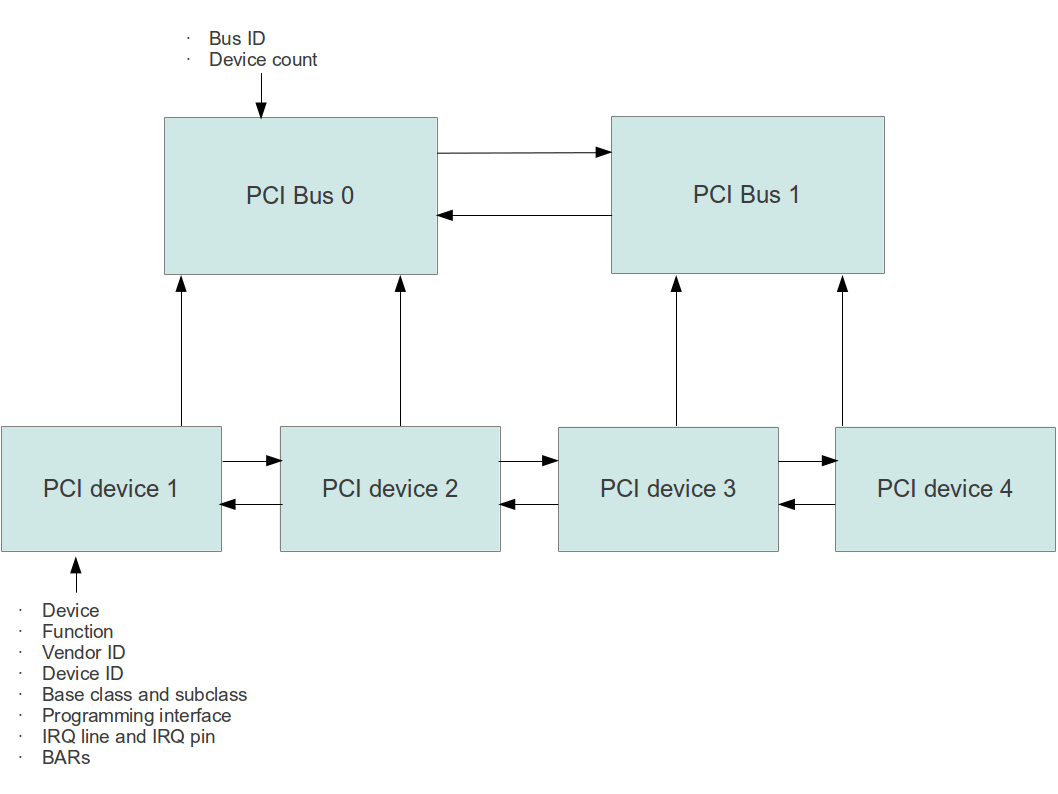 · Bus ID
· Device count
PCI Bus 0
PCI Bus 1
PCI device 1
PCI device 2
PCI device 3
PCI device 4
· Device
· Function
· Vendor ID
· Device ID
· Base class and subclass
· Programming interface
· IRQ line and IRQ pin
· BARs